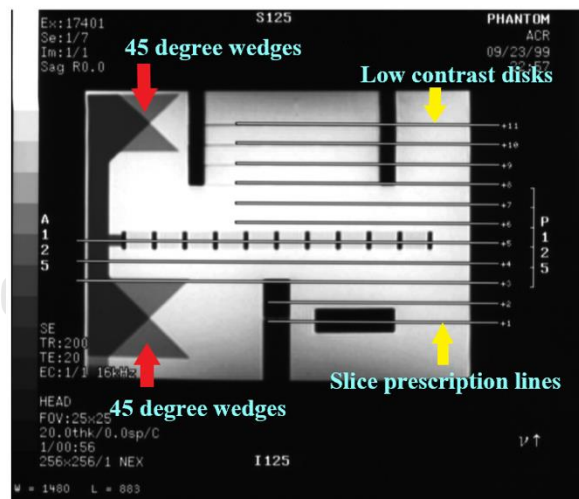 Ex:17401
Se:1/7
Im:1/1
Sag R0.0
S125
PHANTOM
ACR
09/23/99
45 degree wedges
Low contrast disks
+11
+10
+9
+8
+7
+6
A
1
2
5
+5
P
1
2
5
+4
+3
+2
+1
SE
TR:200
TE:20
EC:1/1 16kHz
45 degree wedges
Slice prescription lines
HEAD
FOV:25x25
20.0thk/0.0sp/C
1/00:56
256x256/1 NEX
I125
W = 1480 L = 883